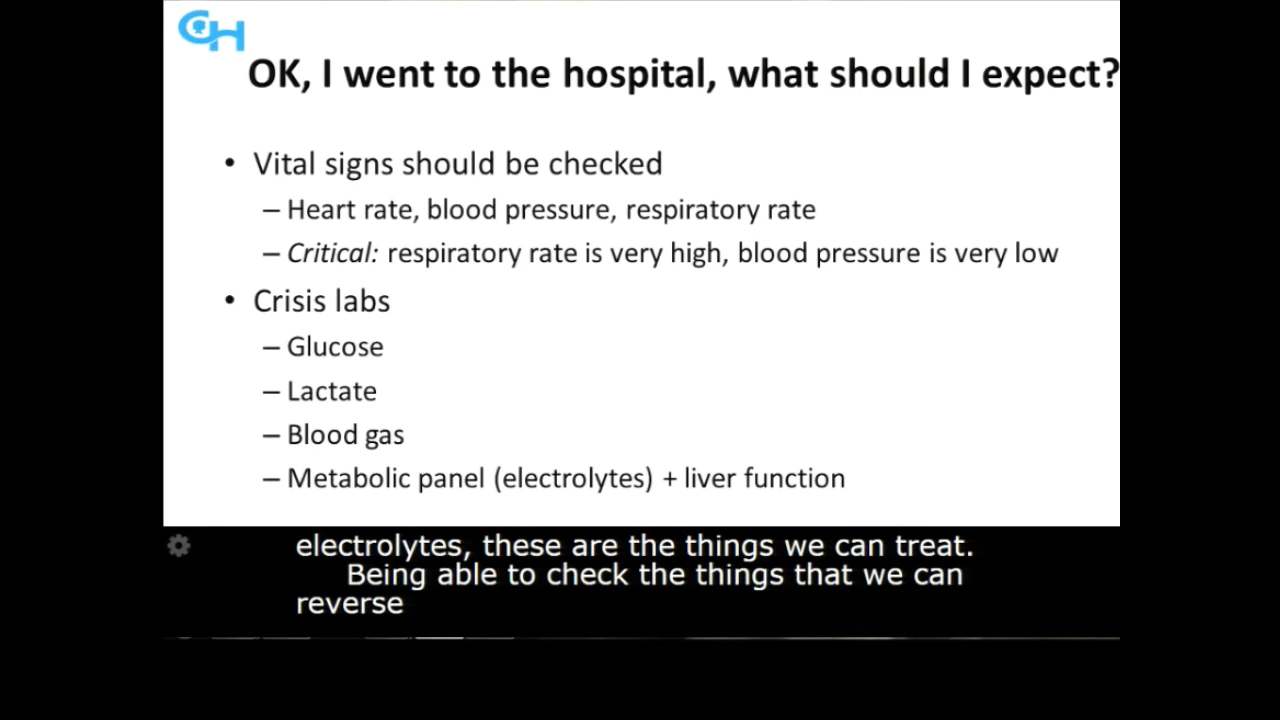 CH
OK, I went to the hospital, what should I expect?
• Vital signs should be checked
– Heart rate, blood pressure, respiratory rate
– Critical: respiratory rate is very high, blood pressure is very low
• Crisis labs
– Glucose
– Lactate
– Blood gas
– Metabolic panel (electrolytes) + liver function
electrolytes, these are the things we can treat.
Being able to check the things that we can
reverse